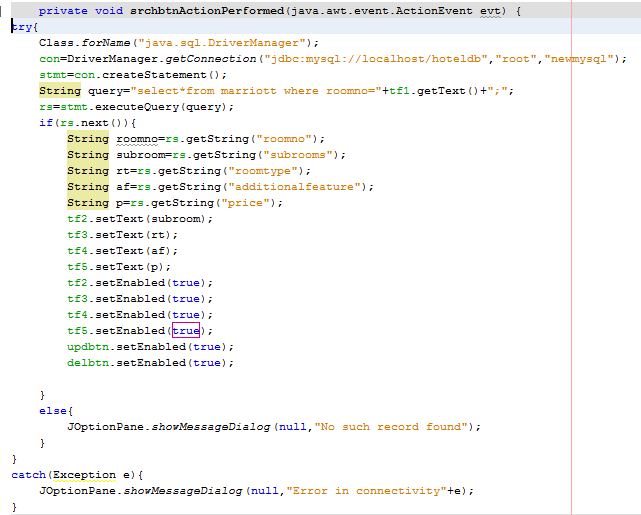 private void srchbtnActionPerformed(java.awt.event.ActionEvent evt) {
try{
Class.forName("java.sql.DriverManager");
con=DriverManager.getConnection("jdbc:mysql://localhost/hoteldb","root","newmysql");
stmt=con.createStatement();
String query="select*from marriott where roomno="+tf1.getText()+";";
rs=stmt.executeQuery(query);
if(rs.next()){
String roomno=rs.getString("roomno");
String subroom=rs.getString("subrooms");
String rt=rs.getString("roomtype");
String af=rs.getString("additionalfeature");
String p=rs.getString("price");
tf2.setText(subroom);
tf3.setText(rt);
tf4.setText(af);
tf5.setText(p);
tf2.setEnabled(true);
tf3.setEnabled(true);
tf4.setEnabled(true);
tf5.setEnabled(true);
updbtn.setEnabled(true);
delbtn.setEnabled(true);
}
else{
JOptionPane.showMessageDialog(null,"No such record found");
}
}
catch(Exception e){
JOptionPane.showMessageDialog(null,"Error in connectivity"+e);
}